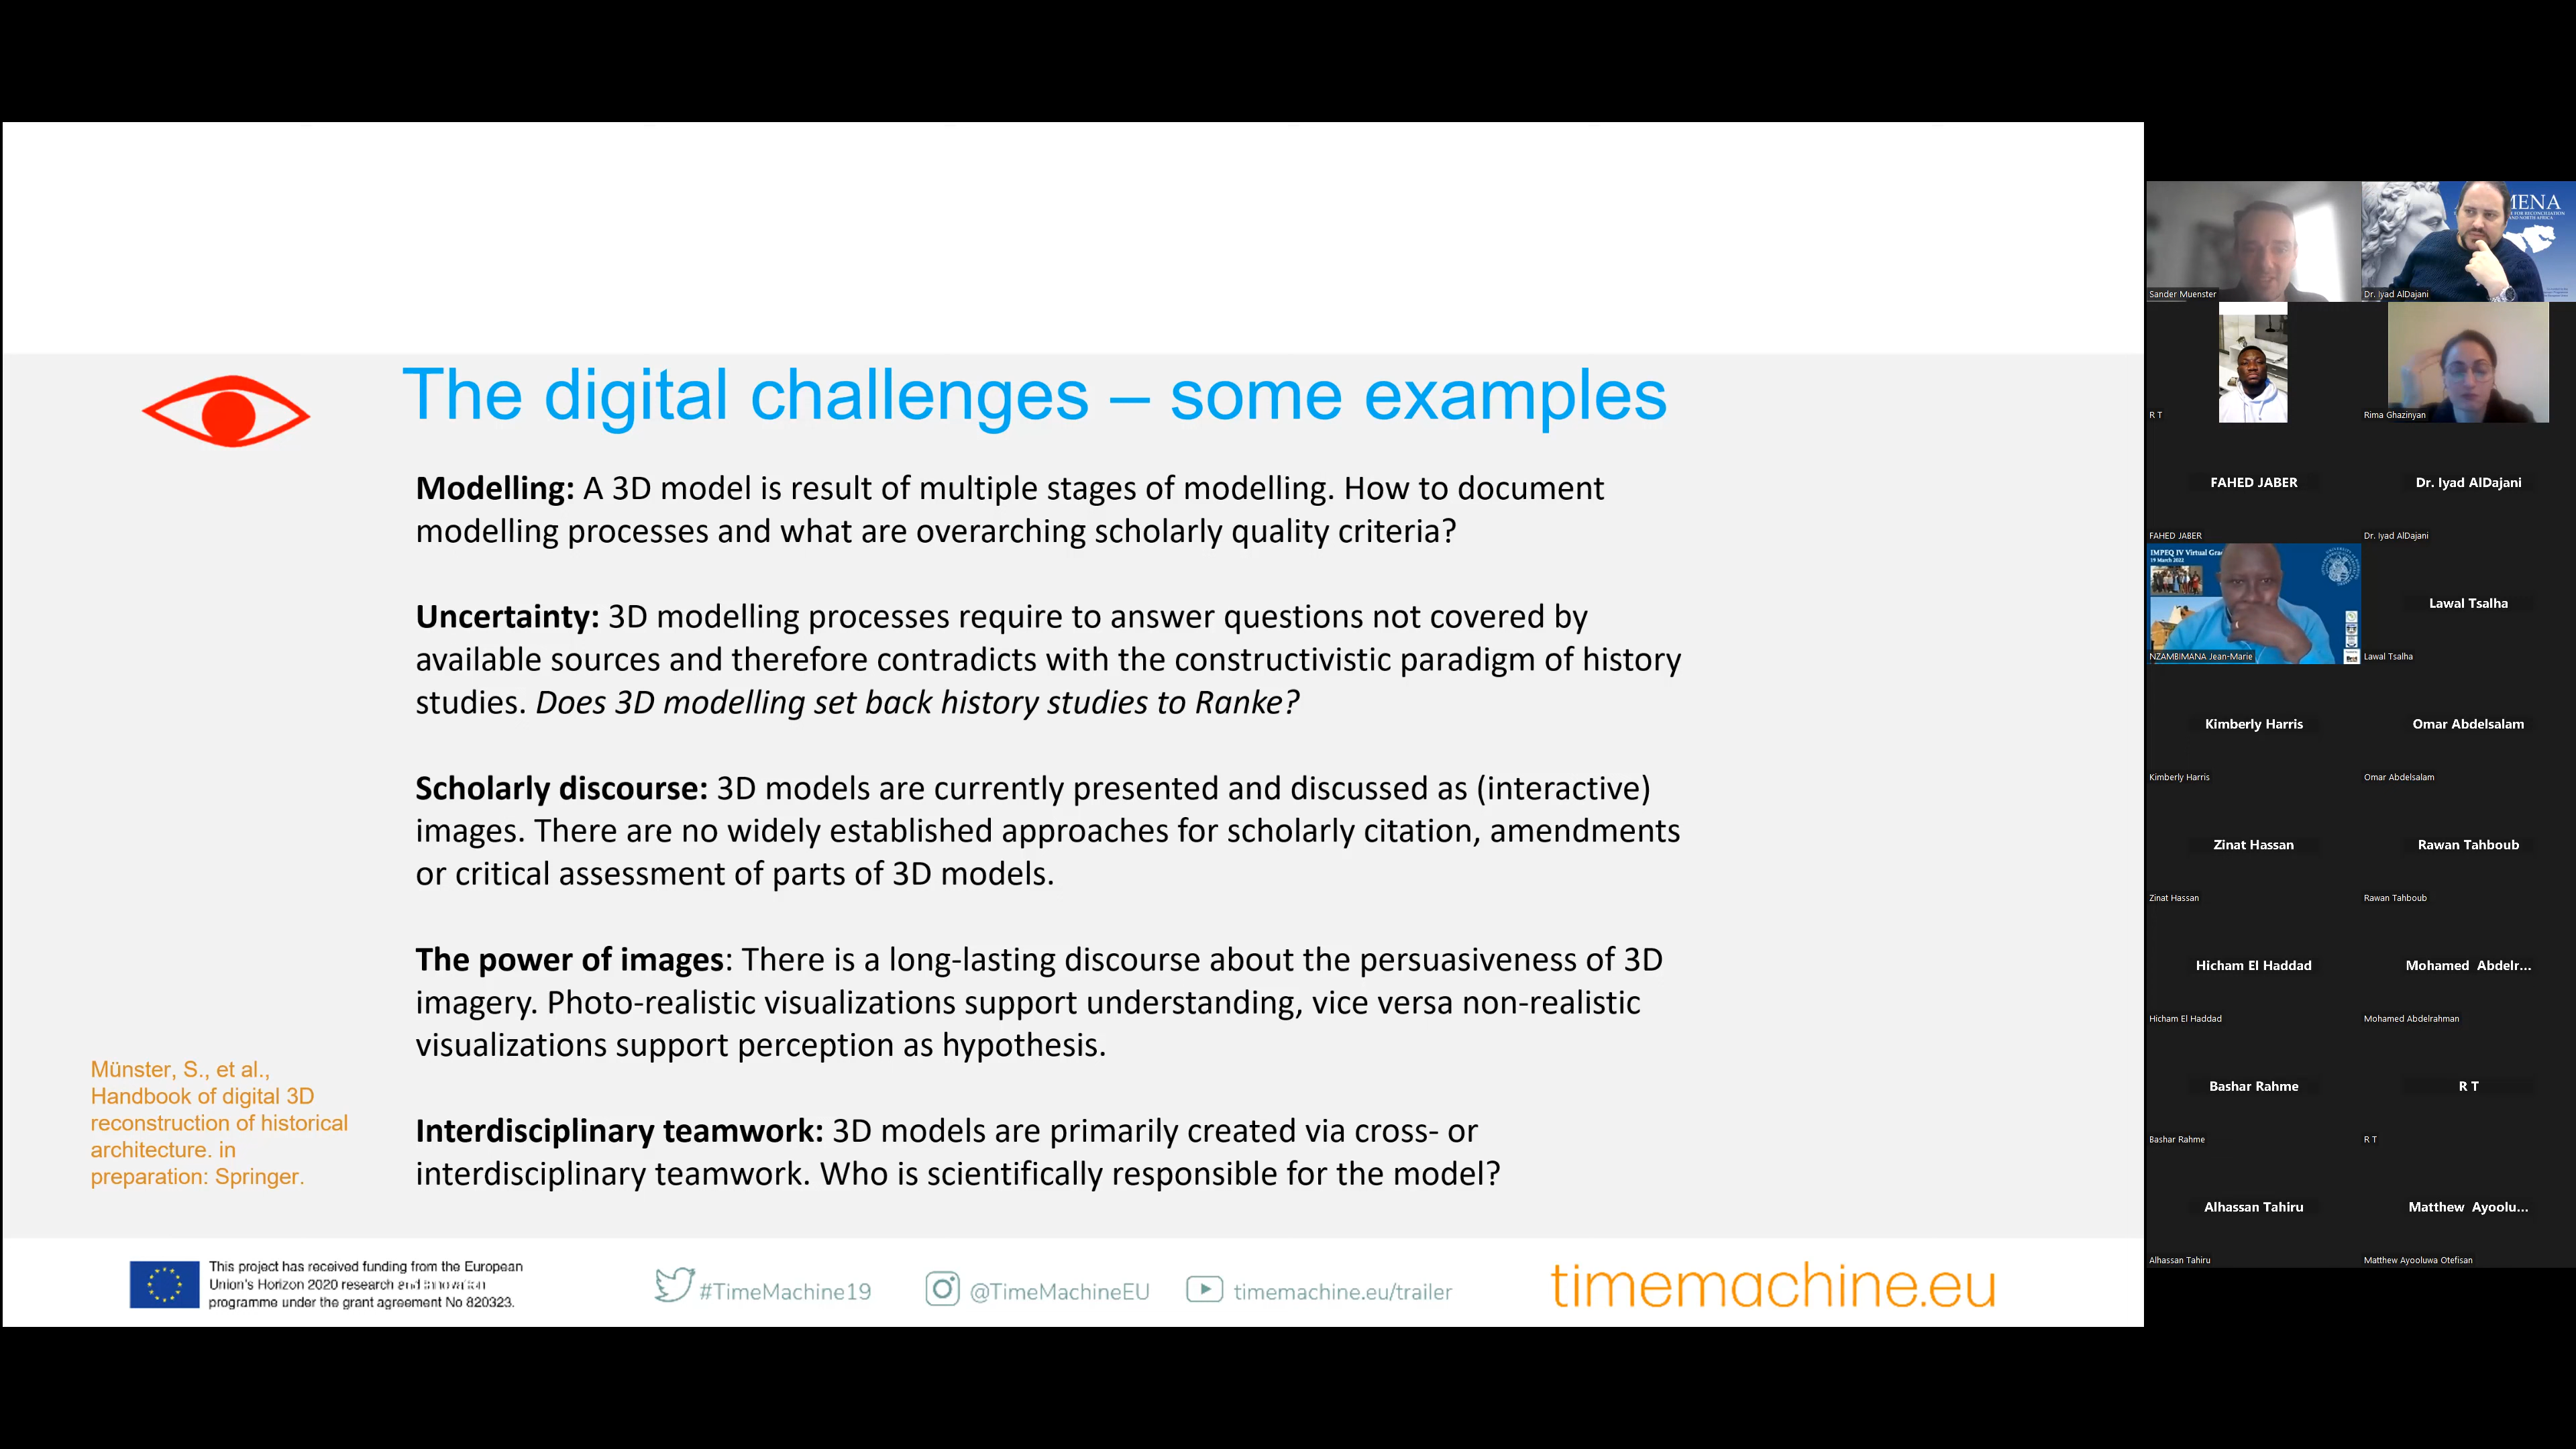 The digital challenges – some examples
Modelling: A 3D model is result of multiple stages of modelling. How to document
modelling processes and what are overarching scholarly quality criteria?
Uncertainty: 3D modelling processes require to answer questions not covered by
available sources and therefore contradicts with the constructivistic paradigm of history
studies. Does 3D modelling set back history studies to Ranke?
Scholarly discourse: 3D models are currently presented and discussed as (interactive)
images. There are no widely established approaches for scholarly citation, amendments
or critical assessment of parts of 3D models.
The power of images: There is a long-lasting discourse about the persuasiveness of 3D
imagery. Photo-realistic visualizations support understanding, vice versa non-realistic
visualizations support perception as hypothesis.
Interdisciplinary teamwork: 3D models are primarily created via cross- or
interdisciplinary teamwork. Who is scientifically responsible for the model?
Münster, S., et al.,
Handbook of digital 3D
reconstruction of historical
architecture. in
preparation: Springer.
This project has received funding from the European
Union's Horizon 2020 research and innovation
programme under the grant agreement No 820323.
#TimeMachine19
@TimeMachineEU
timemachine.eu/trailer
timemachine.eu
MENA
Sander Muenster
Dr. Iyad AlDajani
R T
Rima Ghazinyan
FAHED JABER
Dr. Iyad AlDajani
FAHED JABER
Dr. Iyad AlDajani
IMPEQ IV Virtual Gra
19 March 2022
Lawal Tsalha
NZAMBIMANA Jean-Marie
Lawal Tsalha
Kimberly Harris
Omar Abdelsalam
Kimberly Harris
Omar Abdelsalam
Zinat Hassan
Rawan Tahboub
Zinat Hassan
Rawan Tahboub
Hicham El Haddad
Mohamed Abdelr...
Hicham El Haddad
Mohamed Abdelrahman
Bashar Rahme
R T
Bashar Rahme
R T
Alhassan Tahiru
Matthew Ayoolu...
Alhassan Tahiru
Matthew Ayooluwa Otefisan